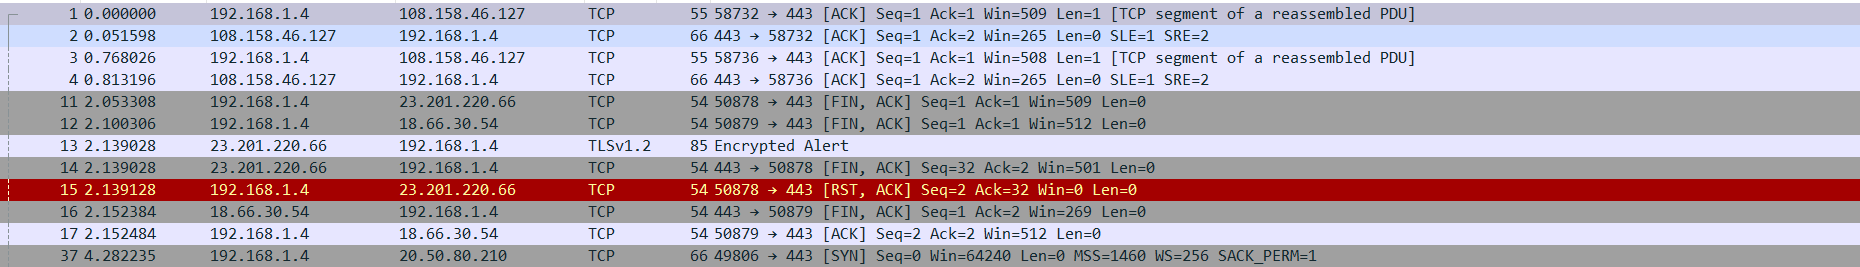 1 0.000000 192.168.1.4 108.158.46.127 TCP 55 58732 → 443 [ACK] Seq=1 Ack=1 Win=509 Len=1 [TCP segment of a reassembled PDU]
2 0.051598 108.158.46.127 192.168.1.4 TCP 66 443 → 58732 [ACK] Seq=1 Ack=2 Win=265 Len=0 SLE=1 SRE=2
3 0.768026 192.168.1.4 108.158.46.127 TCP 55 58736 → 443 [ACK] Seq=1 Ack=1 Win=508 Len=1 [TCP segment of a reassembled PDU]
4 0.813196 108.158.46.127 192.168.1.4 TCP 66 443 → 58736 [ACK] Seq=1 Ack=2 Win=265 Len=0 SLE=1 SRE=2
11 2.053308 192.168.1.4 23.201.220.66 TCP 54 50878 → 443 [FIN, ACK] Seq=1 Ack=1 Win=509 Len=0
12 2.100306 192.168.1.4 18.66.30.54 TCP 54 50879 → 443 [FIN, ACK] Seq=1 Ack=1 Win=512 Len=0
13 2.139028 23.201.220.66 192.168.1.4 TLSv1.2 85 Encrypted Alert
14 2.139028 23.201.220.66 192.168.1.4 TCP 54 443 → 50878 [FIN, ACK] Seq=32 Ack=2 Win=501 Len=0
15 2.139128 192.168.1.4 23.201.220.66 TCP 54 50878 → 443 [RST, ACK] Seq=2 Ack=32 Win=0 Len=0
16 2.152384 18.66.30.54 192.168.1.4 TCP 54 443 → 50879 [FIN, ACK] Seq=1 Ack=2 Win=269 Len=0
17 2.152484 192.168.1.4 18.66.30.54 TCP 54 50879 → 443 [ACK] Seq=2 Ack=2 Win=512 Len=0
37 4.282235 192.168.1.4 20.50.80.210 TCP 66 49806 → 443 [SYN] Seq=0 Win=64240 Len=0 MSS=1460 WS=256 SACK_PERM=1